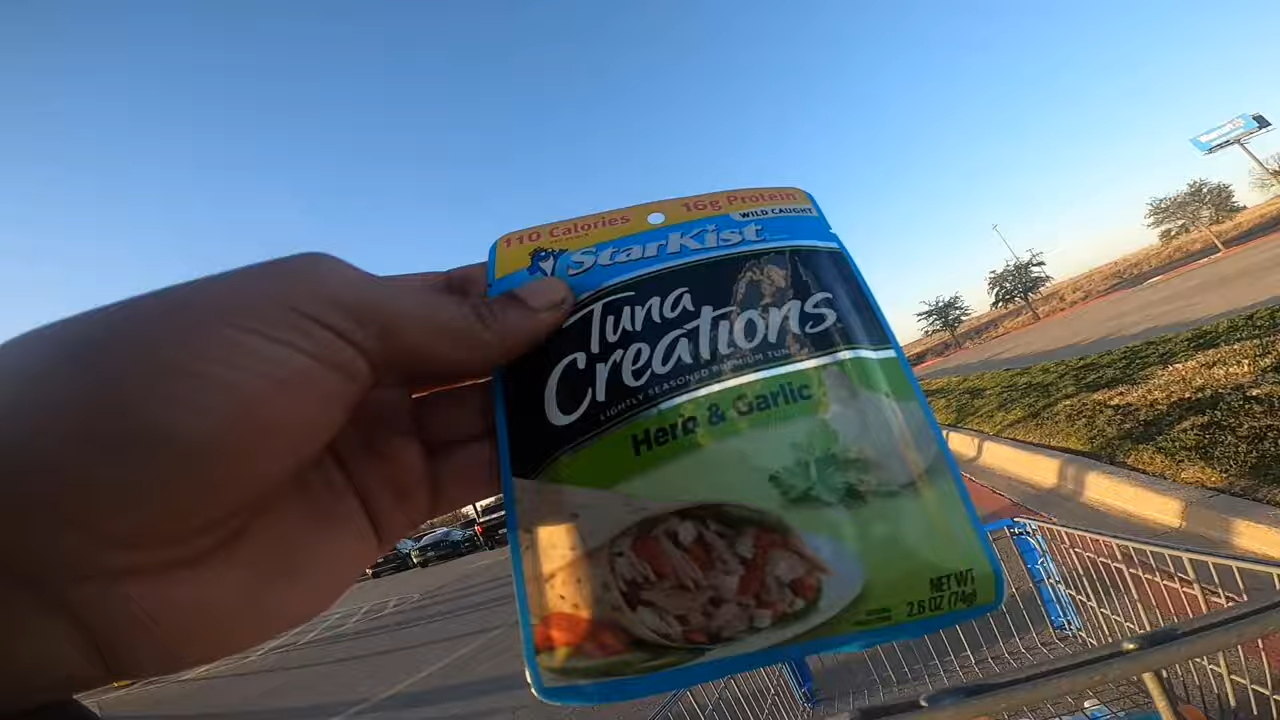 110 Calories 16g Protein
WILD CAUGHT
StarKist
Tuna
Creations
LIGHTLY SEASONED PREMIUM TUNA
Herb & Garlic
NET WT
2.6 OZ (74g)
Walmart